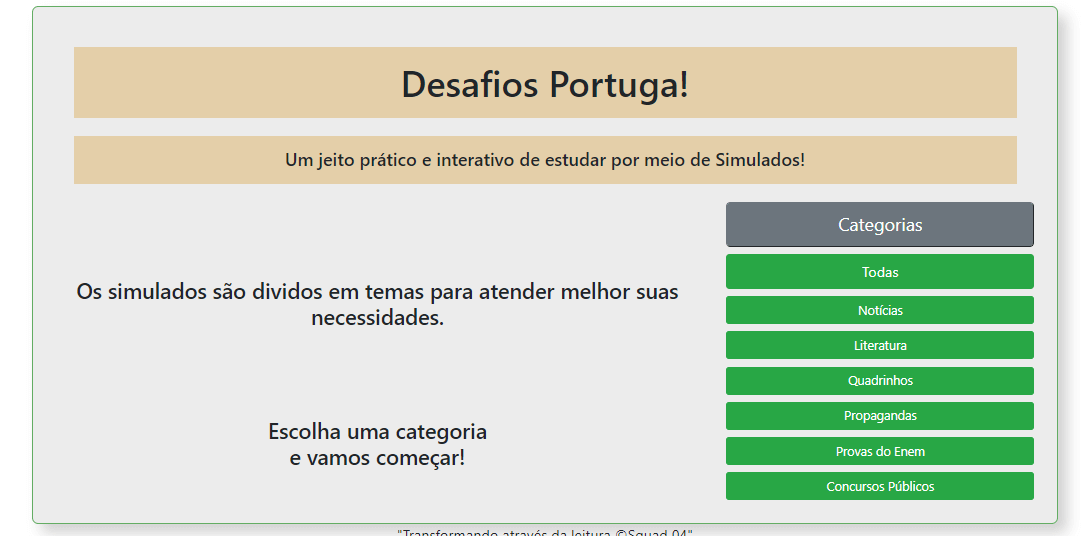 Desafios Portuga!
Um jeito prático e interativo de estudar por meio de Simulados!
Os simulados são dividos em temas para atender melhor suas
necessidades.
Escolha uma categoria
e vamos começar!
Categorias
Todas
Notícias
Literatura
Quadrinhos
Propagandas
Provas do Enem
Concursos Públicos
"Transformando através da leitura ©Squad 04"